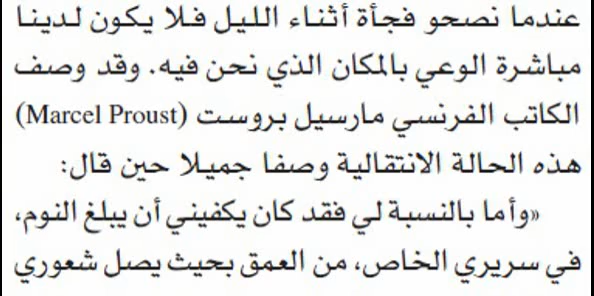 عندما نصحو فجأة أثناء الليل فلا يكون لدينا
مباشرة الوعي بالمكان الذي نحن فيه. وقد وصف
الكاتب الفرنسي مارسيل بروست (Marcel Proust)
هذه الحالة الانتقالية وصفا جميلا حين قال:
«وأما بالنسبة لي فقد كان يكفيني أن يبلغ النوم،
في سريري الخاص، من العمق بحيث يصل شعوري